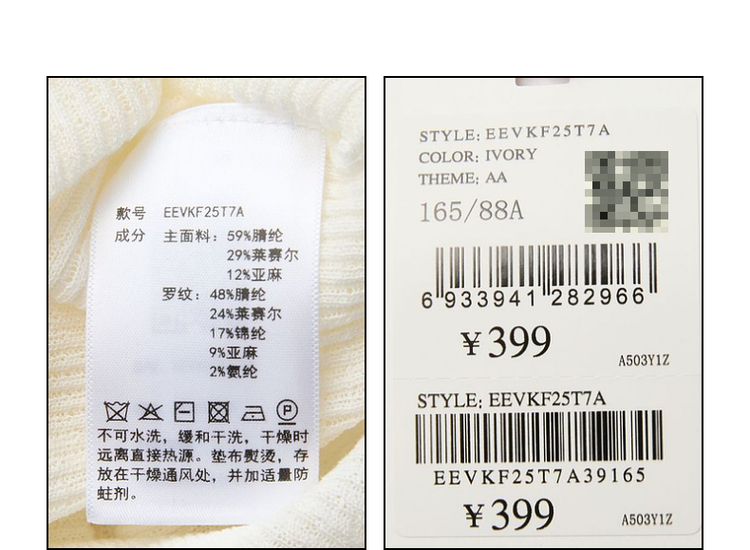 款号 EEVKF25T7A
成分 主面料：59%腈纶
29%莱赛尔
12%亚麻
罗纹：48%腈纶
24%莱赛尔
17%锦纶
9%亚麻
2%氨纶
P
不可水洗，缓和干洗，干燥时
远离直接热源。垫布熨烫，存
放在干燥通风处，并加适量防
蛀剂。
STYLE: EEVKF25T7A
COLOR: IVORY
THEME: AA
165/88A
6 933941 282966
¥399
A503Y1Z
STYLE: EEVKF25T7A
EEVKF25T7A39165
¥399
A503Y1Z